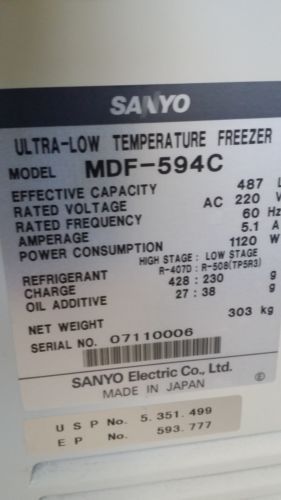 SANYO
ULTRA-LOW TEMPERATURE FREEZER
MODEL MDF-594C
EFFECTIVE CAPACITY 487 L
RATED VOLTAGE AC 220 V
RATED FREQUENCY 60 Hz
AMPERAGE 5.1 A
POWER CONSUMPTION 1120 W
HIGH STAGE : LOW STAGE
REFRIGERANT R-407D : R-508(TP5R3)
CHARGE 428 : 230 g
OIL ADDITIVE 27 : 38 g
NET WEIGHT 303 kg
SERIAL NO. 07110006
SANYO Electric Co., Ltd.
MADE IN JAPAN
U S P No. 5.351.499
E P No. 593.777